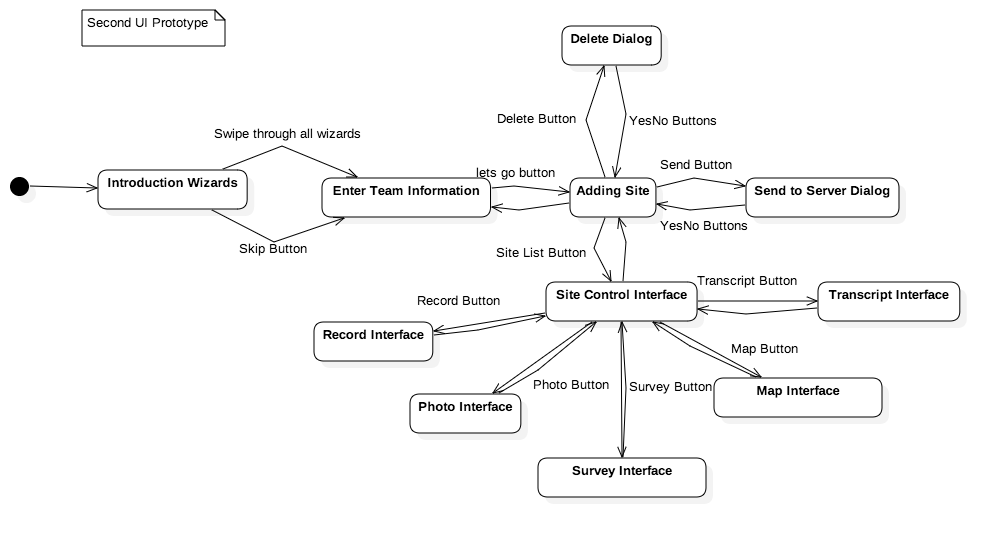 Second UI Prototype
Delete Dialog
Delete Button
YesNo Buttons
Swipe through all wizards
Introduction Wizards
Skip Button
Enter Team Information
lets go button
Adding Site
Send Button
Send to Server Dialog
YesNo Buttons
Site List Button
Site Control Interface
Transcript Button
Transcript Interface
Record Button
Record Interface
Map Button
Map Interface
Photo Button
Photo Interface
Survey Button
Survey Interface